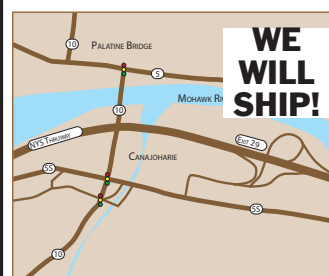 WE
WILL
SHIP!
10
PALATINE BRIDGE
5
MOHAWK RI
10
NYS THRUWAY
EXIT 29
CANAJOHARIE
5S
5S
10